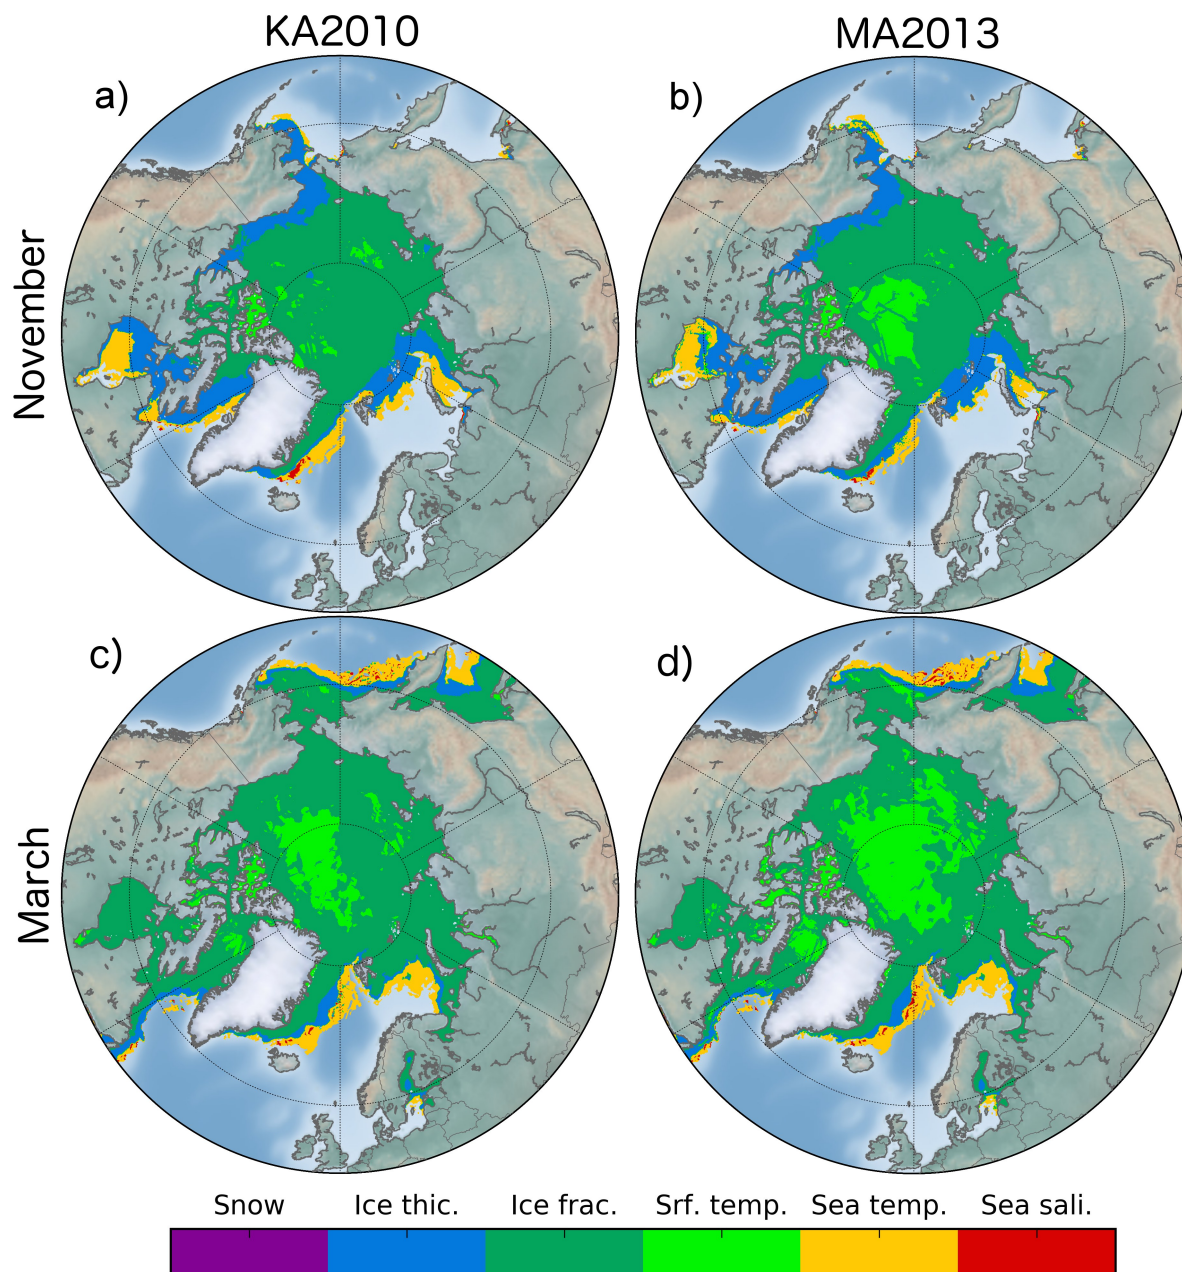 KA2010 MA2013
a) b)
November
c) d)
March
Snow Ice thic. Ice frac. Srf. temp. Sea temp. Sea sali.